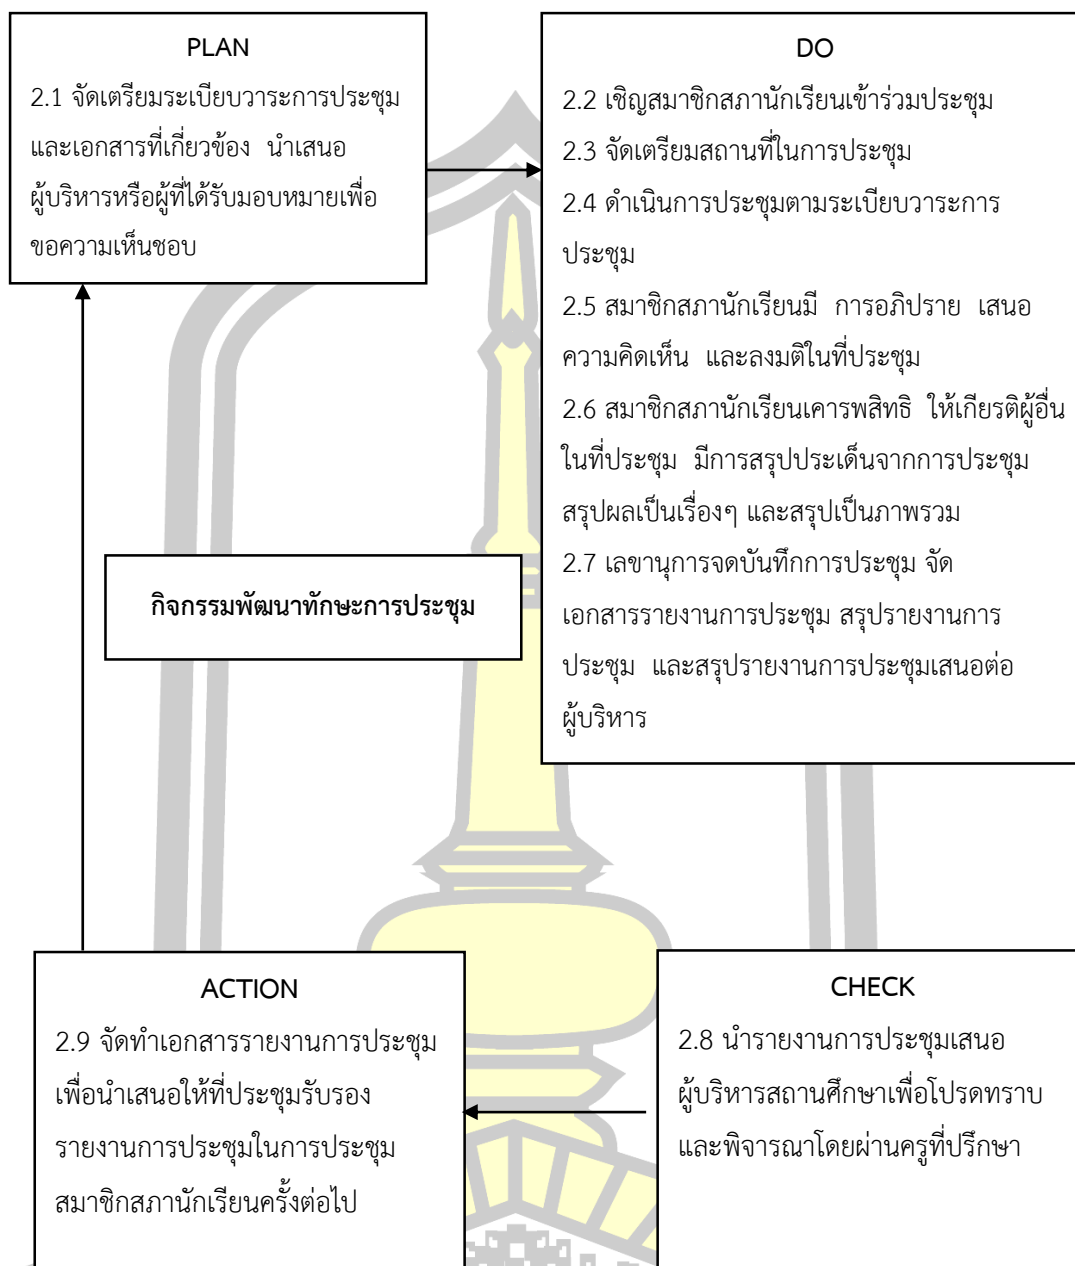 PLAN
2.1 จัดเตรียมระเบียบวาระการประชุม
และเอกสารที่เกี่ยวข้อง นำเสนอ
ผู้บริหารหรือผู้ที่ได้รับมอบหมายเพื่อ
ขอความเห็นชอบ
DO
2.2 เชิญสมาชิกสภานักเรียนเข้าร่วมประชุม
2.3 จัดเตรียมสถานที่ในการประชุม
2.4 ดำเนินการประชุมตามระเบียบวาระการ
ประชุม
2.5 สมาชิกสภานักเรียนมี การอภิปราย เสนอ
ความคิดเห็น และลงมติในที่ประชุม
2.6 สมาชิกสภานักเรียนเคารพสิทธิ ให้เกียรติผู้อื่น
ในที่ประชุม มีการสรุปประเด็นจากการประชุม
สรุปผลเป็นเรื่องๆ และสรุปเป็นภาพรวม
2.7 เลขานุการจดบันทึกการประชุม จัด
เอกสารรายงานการประชุม สรุปรายงานการ
ประชุม และสรุปรายงานการประชุมเสนอต่อ
ผู้บริหาร
กิจกรรมพัฒนาทักษะการประชุม
ACTION
2.9 จัดทำเอกสารรายงานการประชุม
เพื่อนำเสนอให้ที่ประชุมรับรอง
รายงานการประชุมในการประชุม
สมาชิกสภานักเรียนครั้งต่อไป
CHECK
2.8 นำรายงานการประชุมเสนอ
ผู้บริหารสถานศึกษาเพื่อโปรดทราบ
และพิจารณาโดยผ่านครูที่ปรึกษา